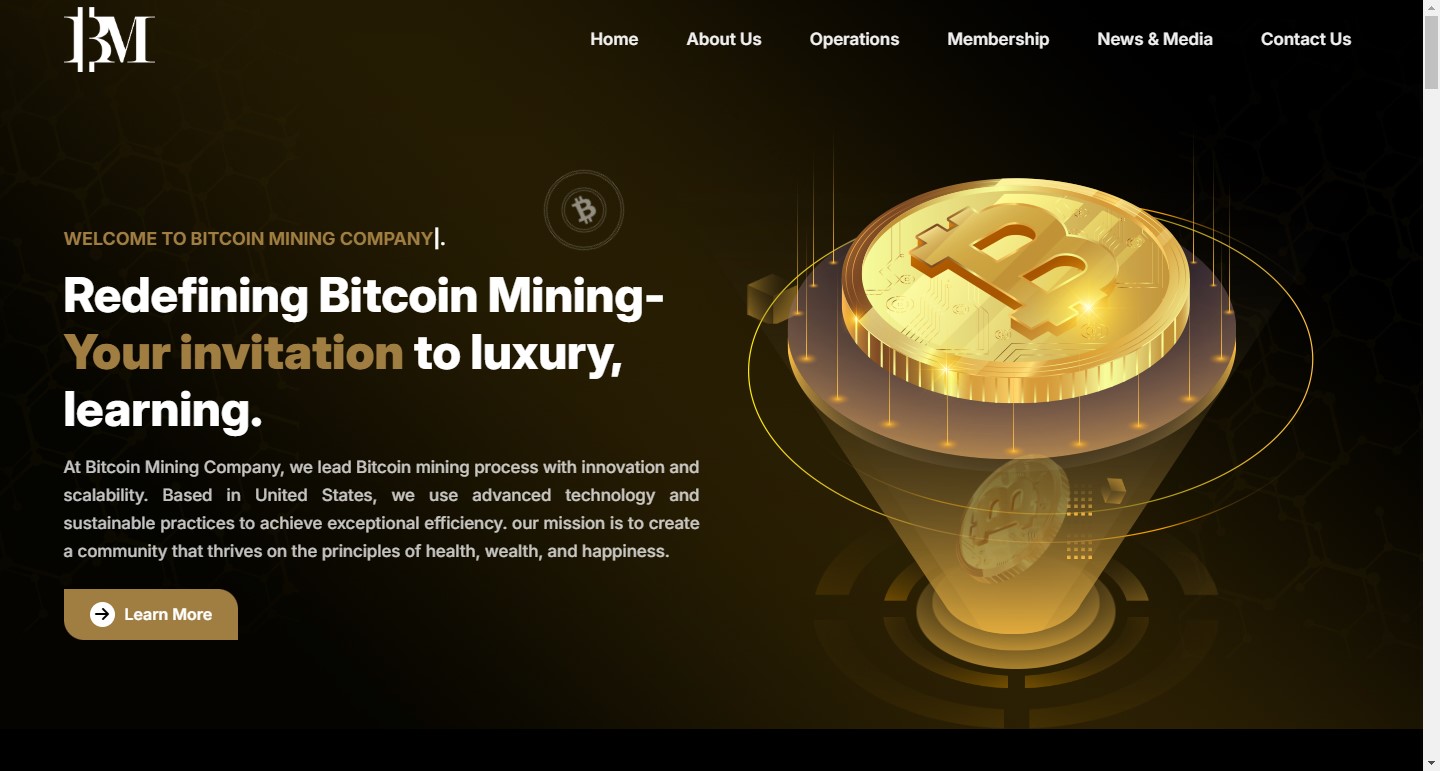 BM
Home About Us Operations Membership News & Media Contact Us
WELCOME TO BITCOIN MINING COMPANY|.
Redefining Bitcoin Mining-
Your invitation to luxury,
learning.
At Bitcoin Mining Company, we lead Bitcoin mining process with innovation and
scalability. Based in United States, we use advanced technology and
sustainable practices to achieve exceptional efficiency. our mission is to create
a community that thrives on the principles of health, wealth, and happiness.
Learn More